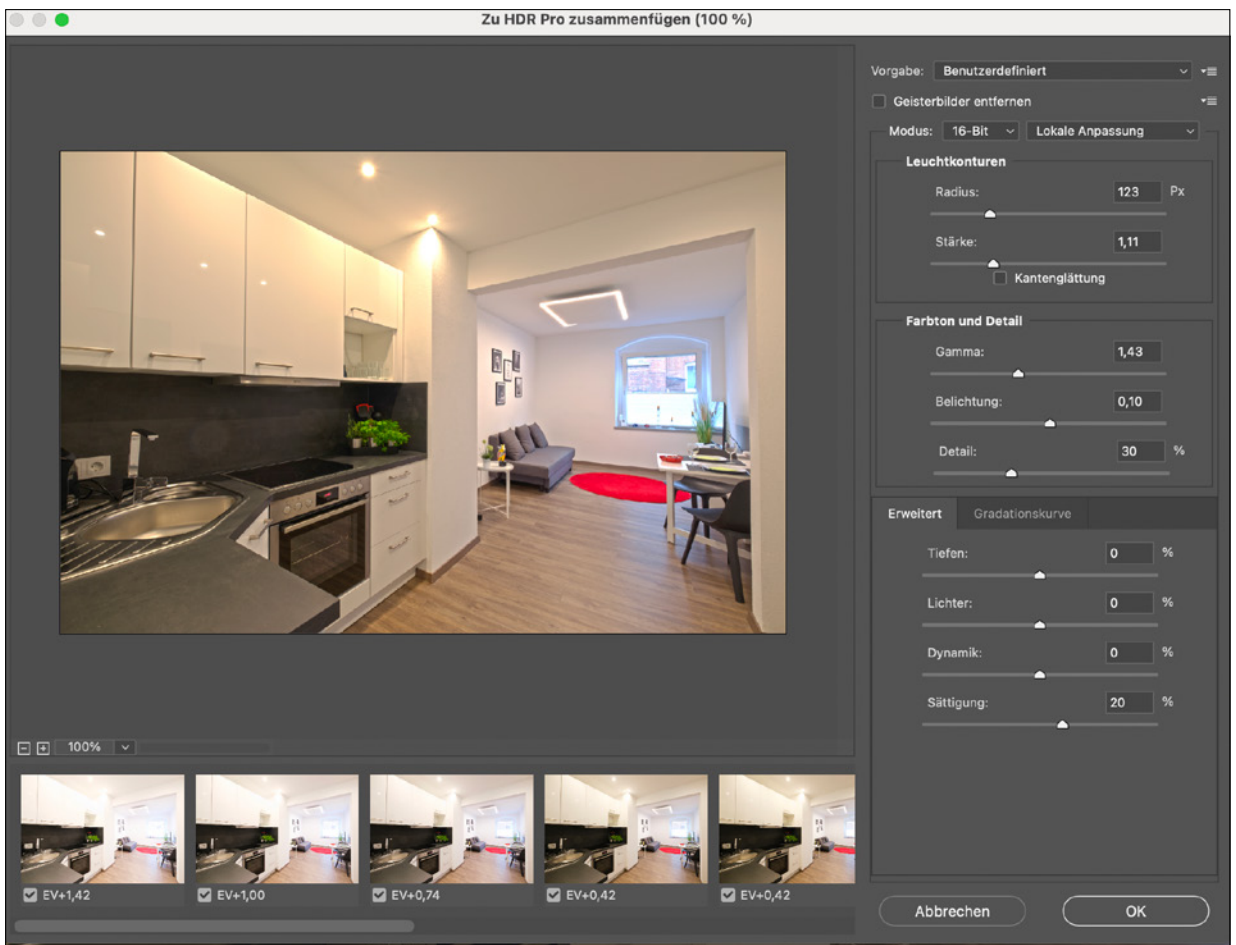 Zu HDR Pro zusammenfügen (100 %)
Vorgabe: Benutzerdefiniert
Geisterbilder entfernen
Modus: 16-Bit Lokale Anpassung
Leuchtkonturen
Radius: 123 Px
Stärke: 1,11
Kantenglättung
Farbton und Detail
Gamma: 1,43
Belichtung: 0,10
Detail: 30 %
Erweitert Gradationskurve
Tiefen: 0 %
Lichter: 0 %
Dynamik: 0 %
Sättigung: 20 %
100%
EV+1,42 EV+1,00 EV+0,74 EV+0,42 EV+0,42
Abbrechen OK